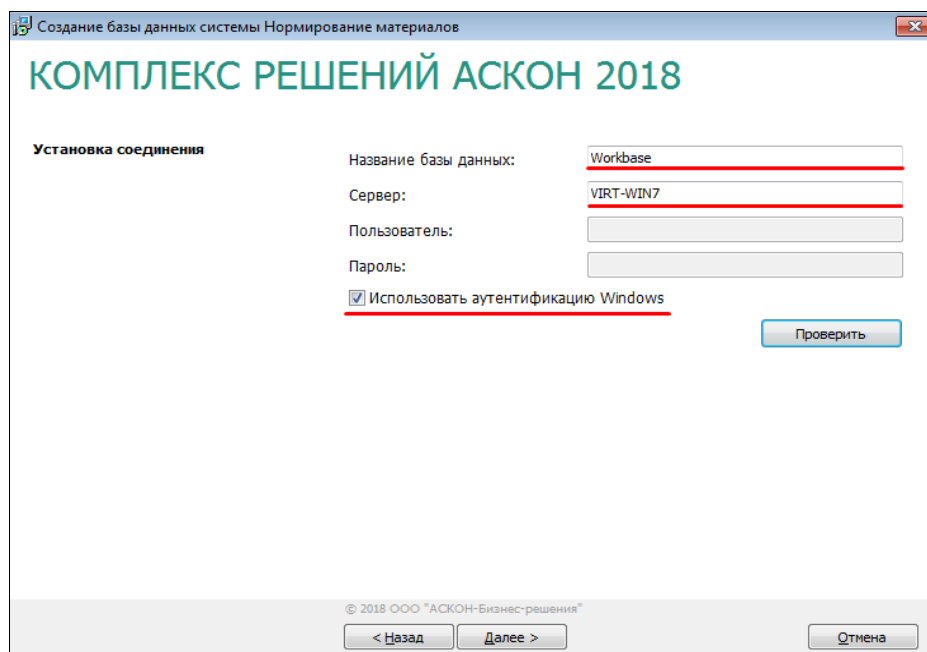 Создание базы данных системы Нормирование материалов
КОМПЛЕКС РЕШЕНИЙ АСКОН 2018
Установка соединения
Название базы данных: Workbase
Сервер: VIRT-WIN7
Пользователь:
Пароль:
Использовать аутентификацию Windows
Проверить
© 2018 ООО "АСКОН-Бизнес-решения"
< Назад Далее > Отмена